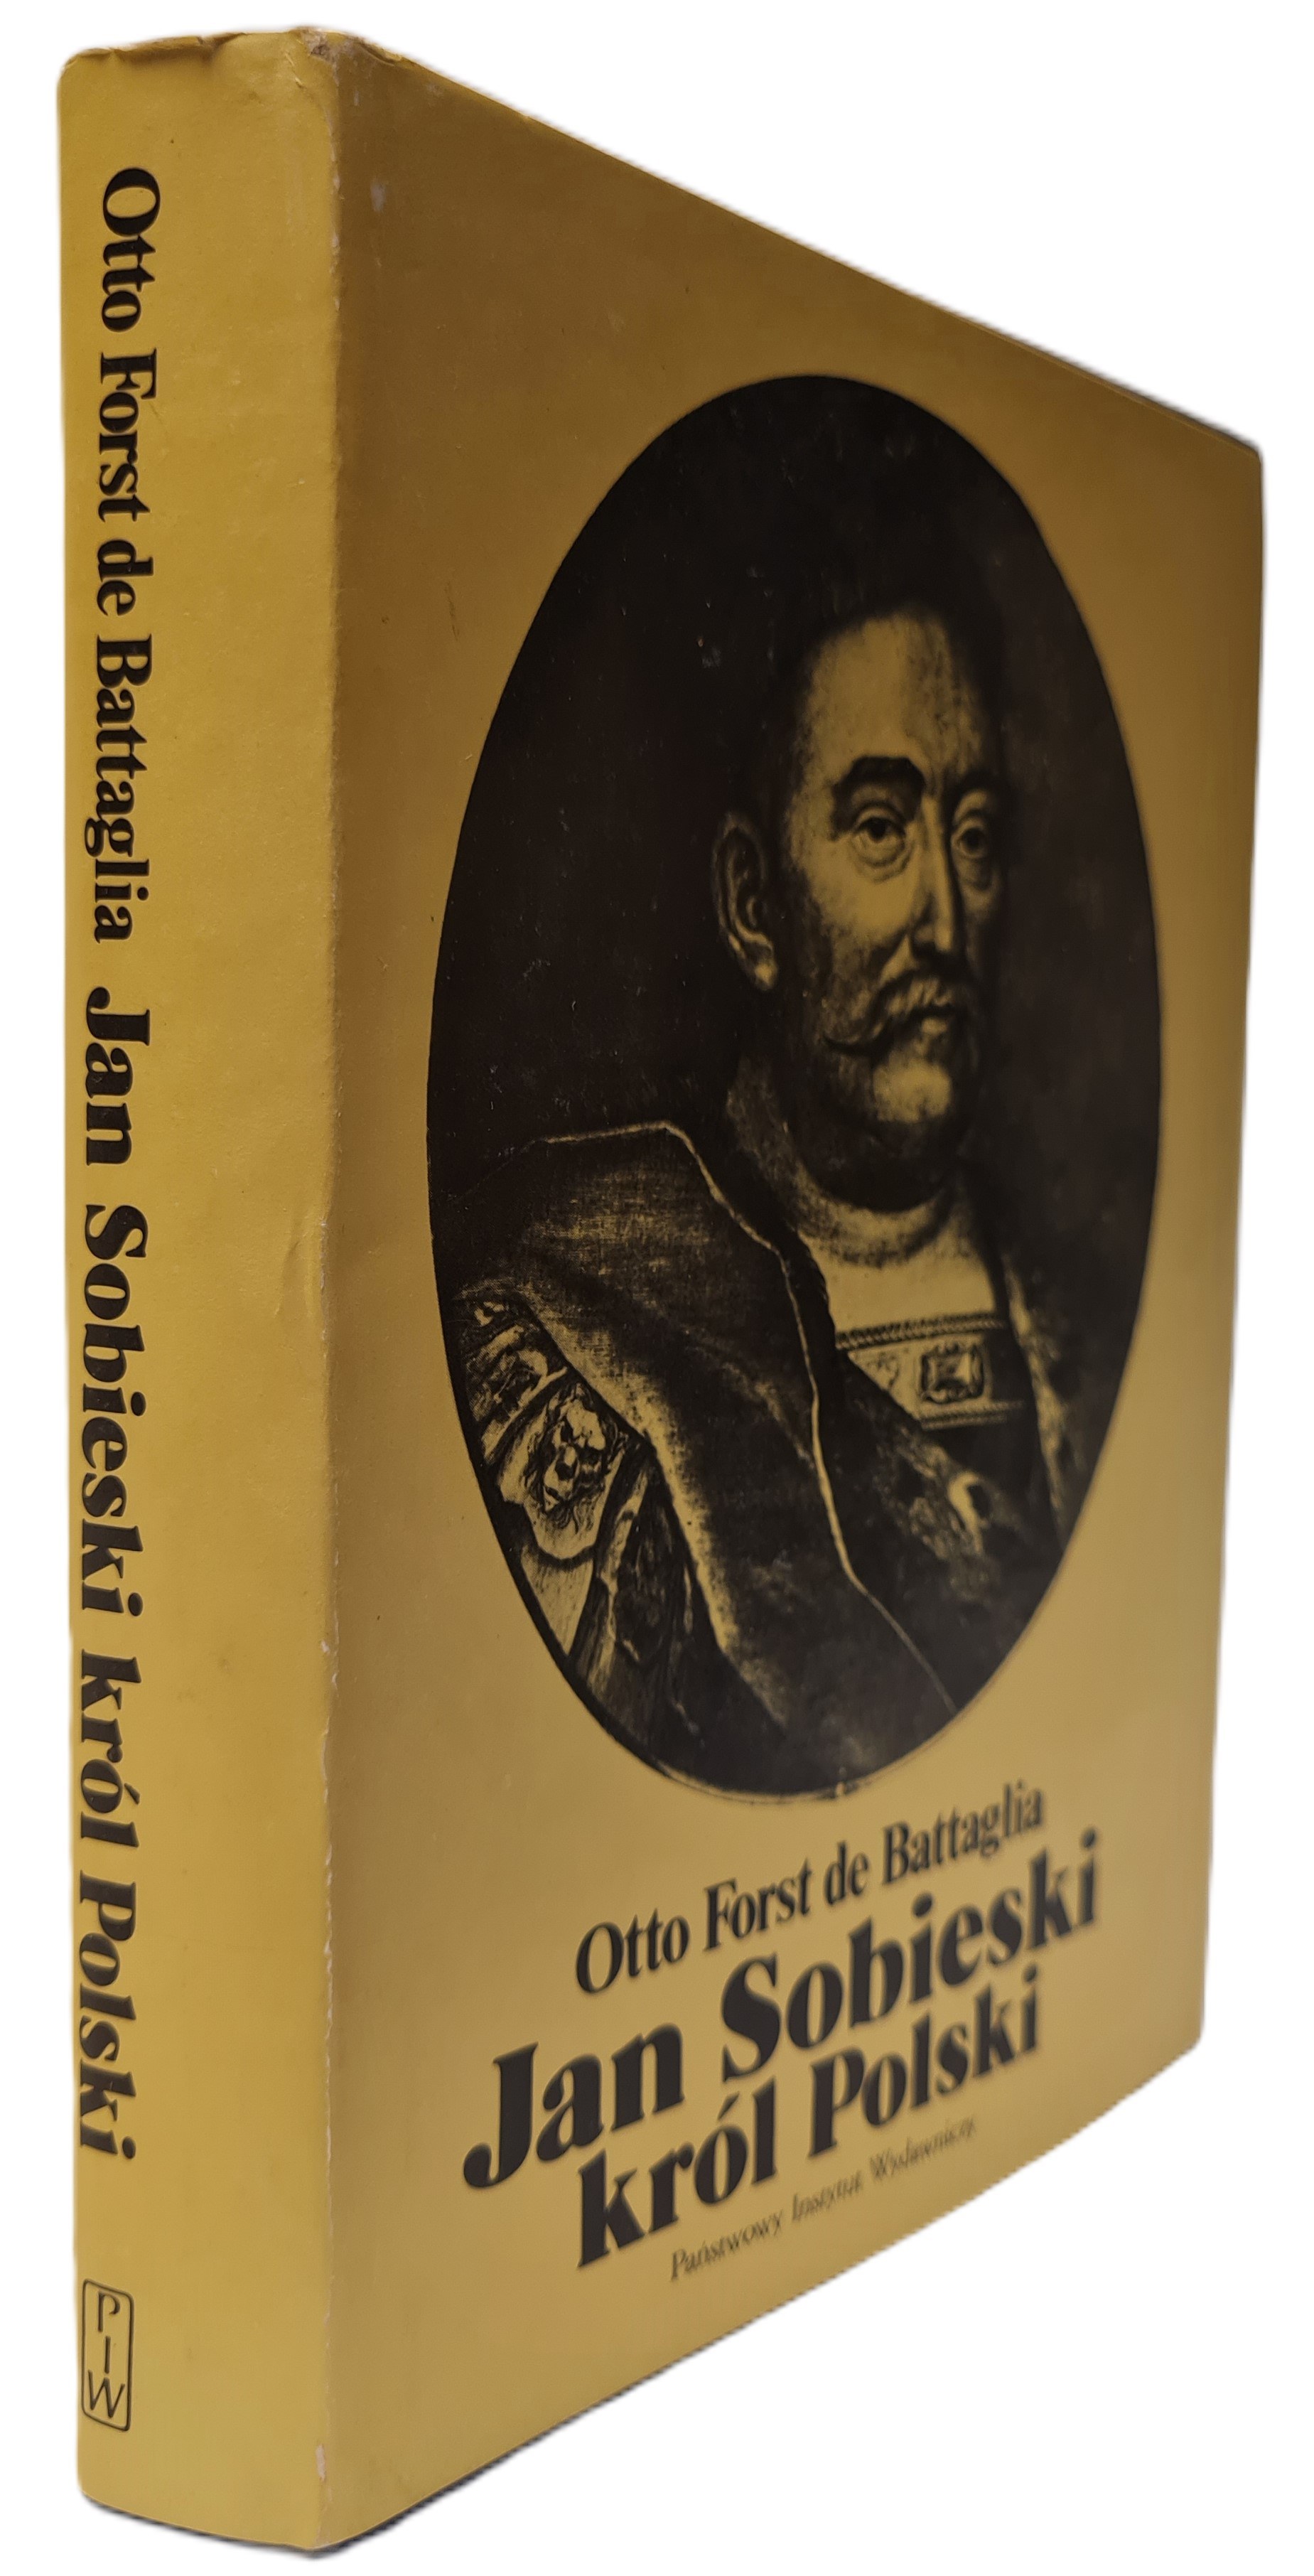 Otto Forst de Battaglia Jan Sobieski król Polski
PIW
Otto Forst de Battaglia
Jan Sobieski
król Polski
Państwowy Instytut Wydawniczy